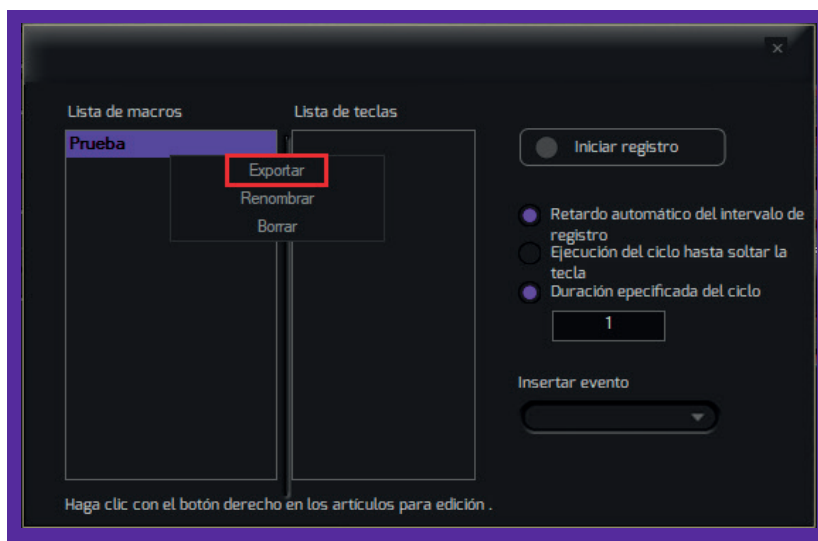 Lista de macros
Lista de teclas
Prueba
Exportar
Renombrar
Borrar
Iniciar registro
Retardo automático del intervalo de
registro
Ejecución del ciclo hasta soltar la
tecla
Duración epecificada del ciclo
1
Insertar evento
Haga clic con el botón derecho en los artículos para edición .